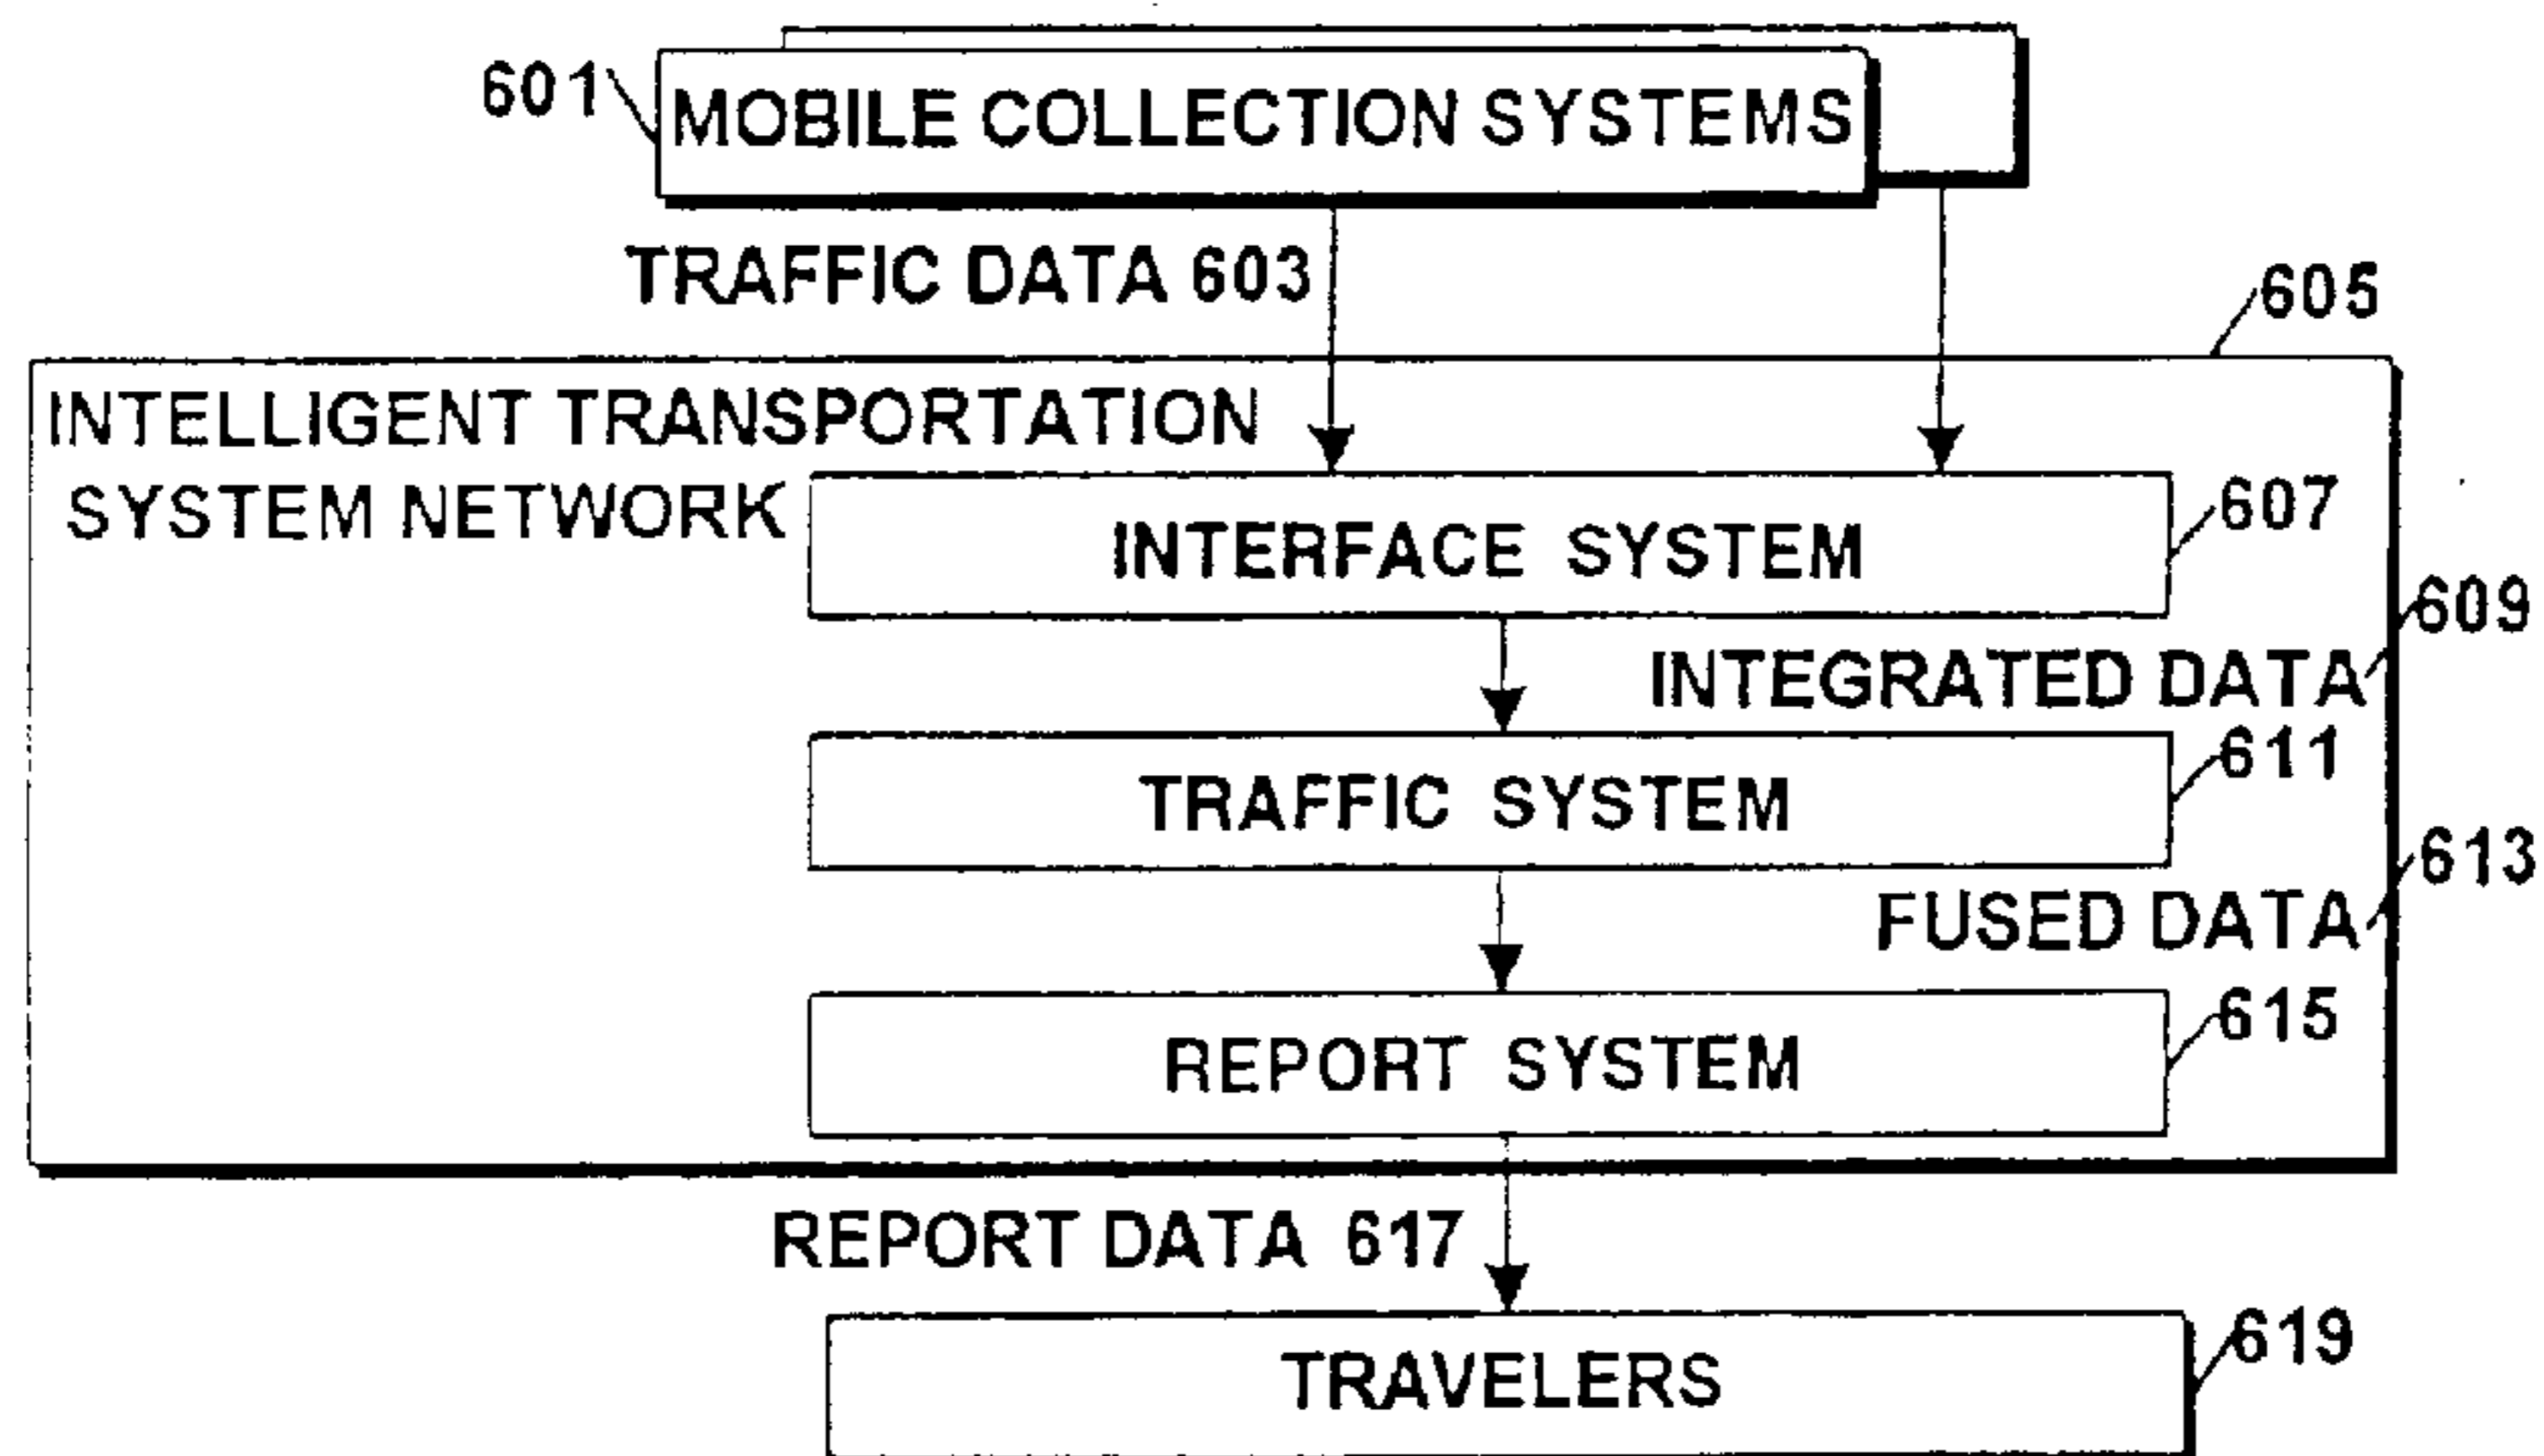 601
MOBILE COLLECTION SYSTEMS
TRAFFIC DATA 603
605
INTELLIGENT TRANSPORTATION
SYSTEM NETWORK
607
INTERFACE SYSTEM
609
INTEGRATED DATA
611
TRAFFIC SYSTEM
613
FUSED DATA
615
REPORT SYSTEM
REPORT DATA 617
619
TRAVELERS